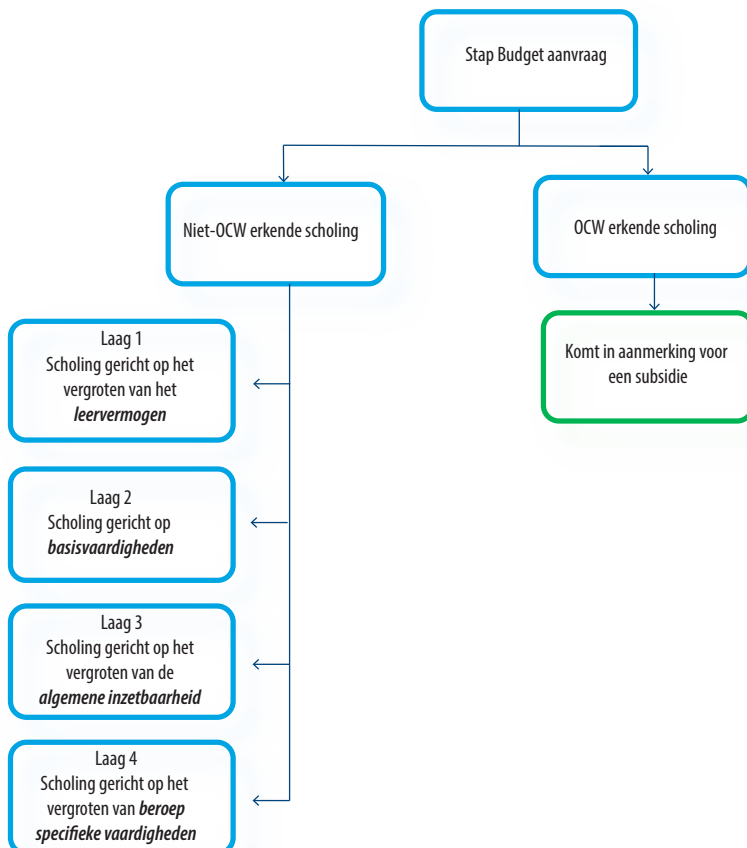 Stap Budget aanvraag
Niet-OCW erkende scholing
OCW erkende scholing
Laag 1
Scholing gericht op het
vergroten van het
leervermogen
Komt in aanmerking voor
een subsidie
Laag 2
Scholing gericht op
basisvaardigheden
Laag 3
Scholing gericht op het
vergroten van de
algemene inzetbaarheid
Laag 4
Scholing gericht op het
vergroten van beroep
specifieke vaardigheden